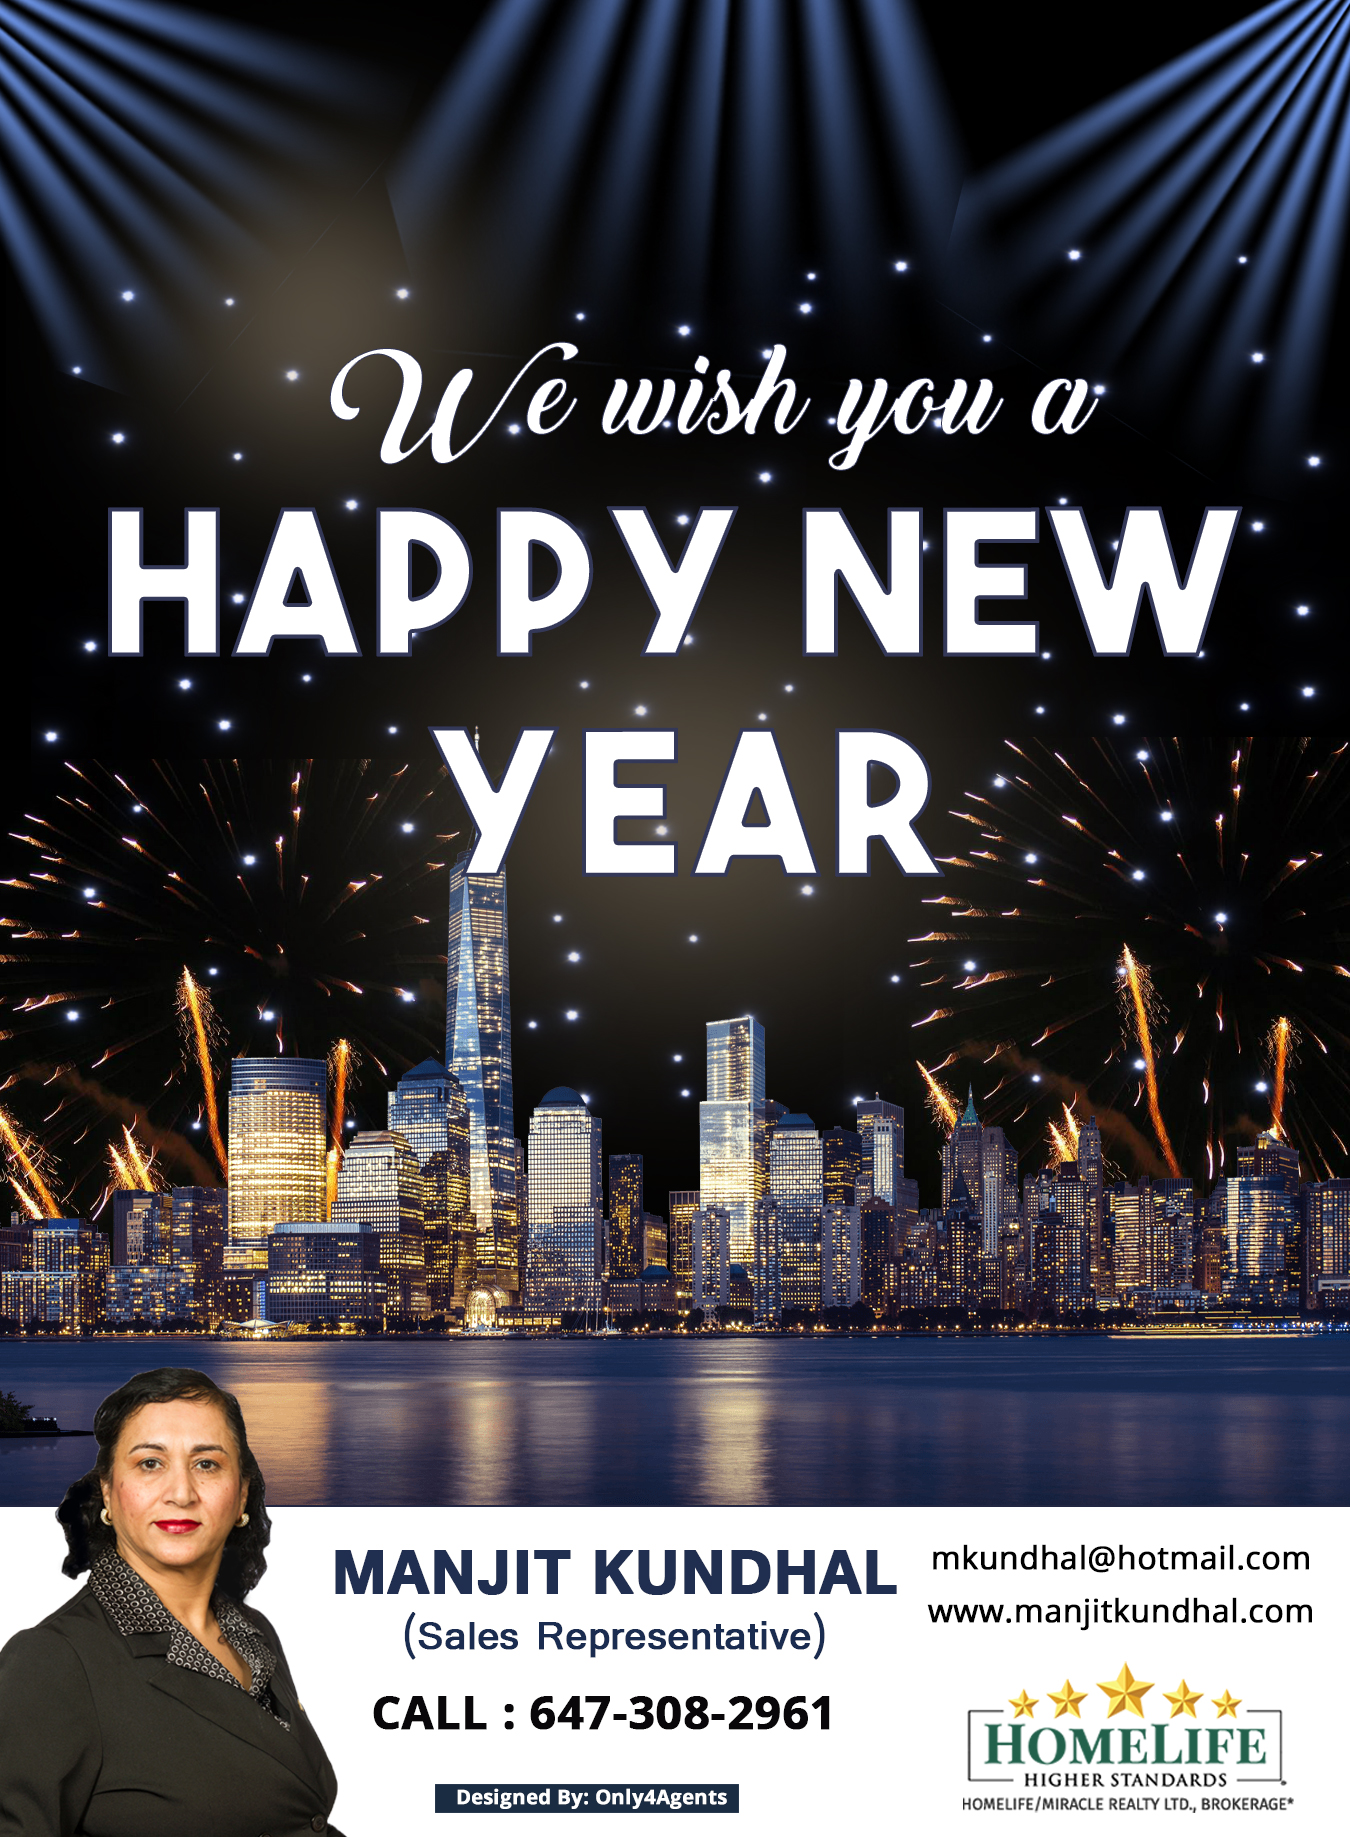 We wish you a
HAPPY NEW
YEAR
MANJIT KUNDHAL
(Sales Representative)
CALL : 647-308-2961
Designed By: Only4Agents
mkundhal@hotmail.com
www.manjitkundhal.com
HOMELIFE
HIGHER STANDARDS
HOMELIFE/MIRACLE REALTY LTD., BROKERAGE*